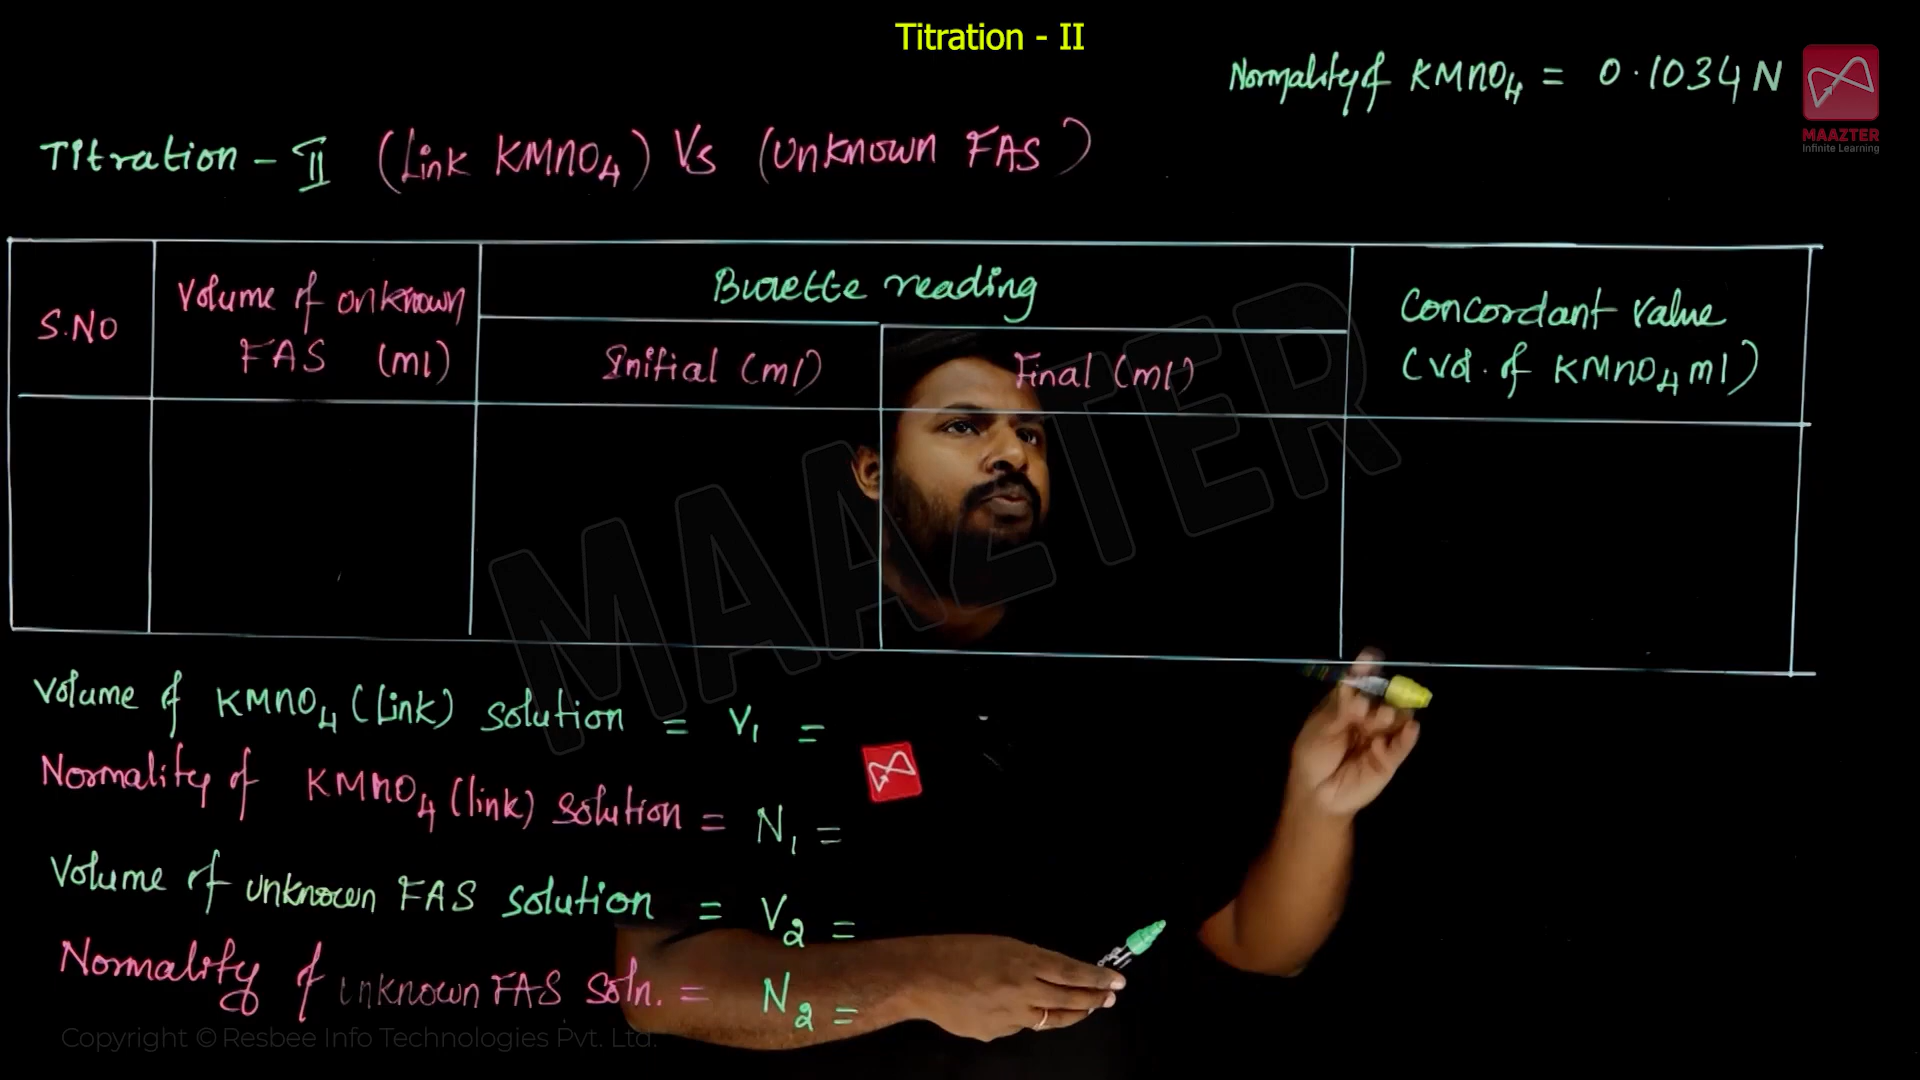 Titration - II
Normality of KMnO4 = 0.1034 N
MAAZTER
Infinite Learning
Titration - II (Link KMnO4) Vs (Unknown FAS)
S.NO
Volume of unknown
FAS (ml)
Burette reading
Initial (ml)
Final (ml)
Concordant value
(Vol. of KMnO4 ml)
MAAZTER
Volume of KMnO4 (Link) solution = V1 =
Normality of KMnO4 (link) solution = N1 =
Volume of unknown FAS solution = V2 =
Normality of unknown FAS soln. = N2 =
Copyright © Resbee Info Technologies Pvt. Ltd.